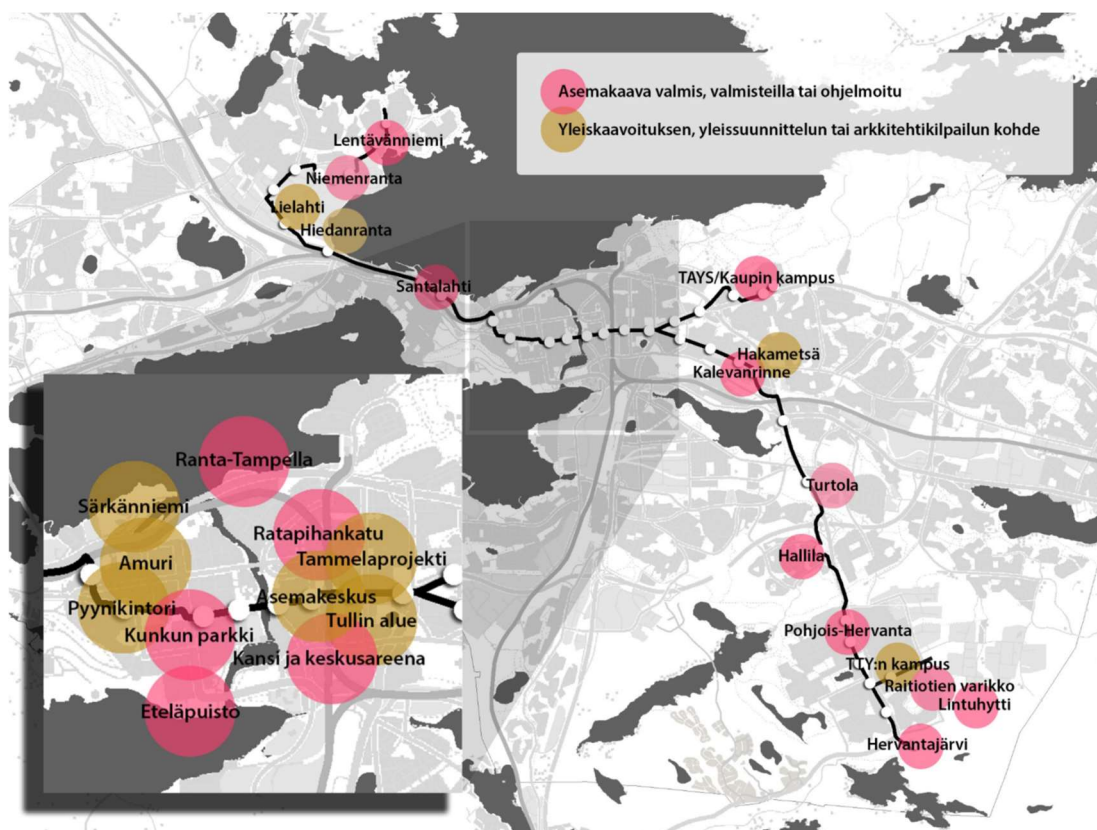 Asemakaava valmis, valmisteilla tai ohjelmoitu
Yleiskaavoituksen, yleissuunnittelun tai arkkitehtikilpailun kohde
Lentävänniemi
Niemenranta
Lielahti
Hiedanranta
Santalahti
TAYS/Kaupin kampus
Hakametsä
Kalevanrinne
Turtola
Hallila
Pohjois-Hervanta
TTY:n kampus
Raitiotien varikko
Lintuhytti
Hervantajärvi
Ranta-Tampella
Särkänniemi
Ratapihankatu
Tammelaprojekti
Amuri
Asemakeskus
Pyynikintori
Tullin alue
Kunkun parkki
Kansi ja keskusareena
Eteläpuisto